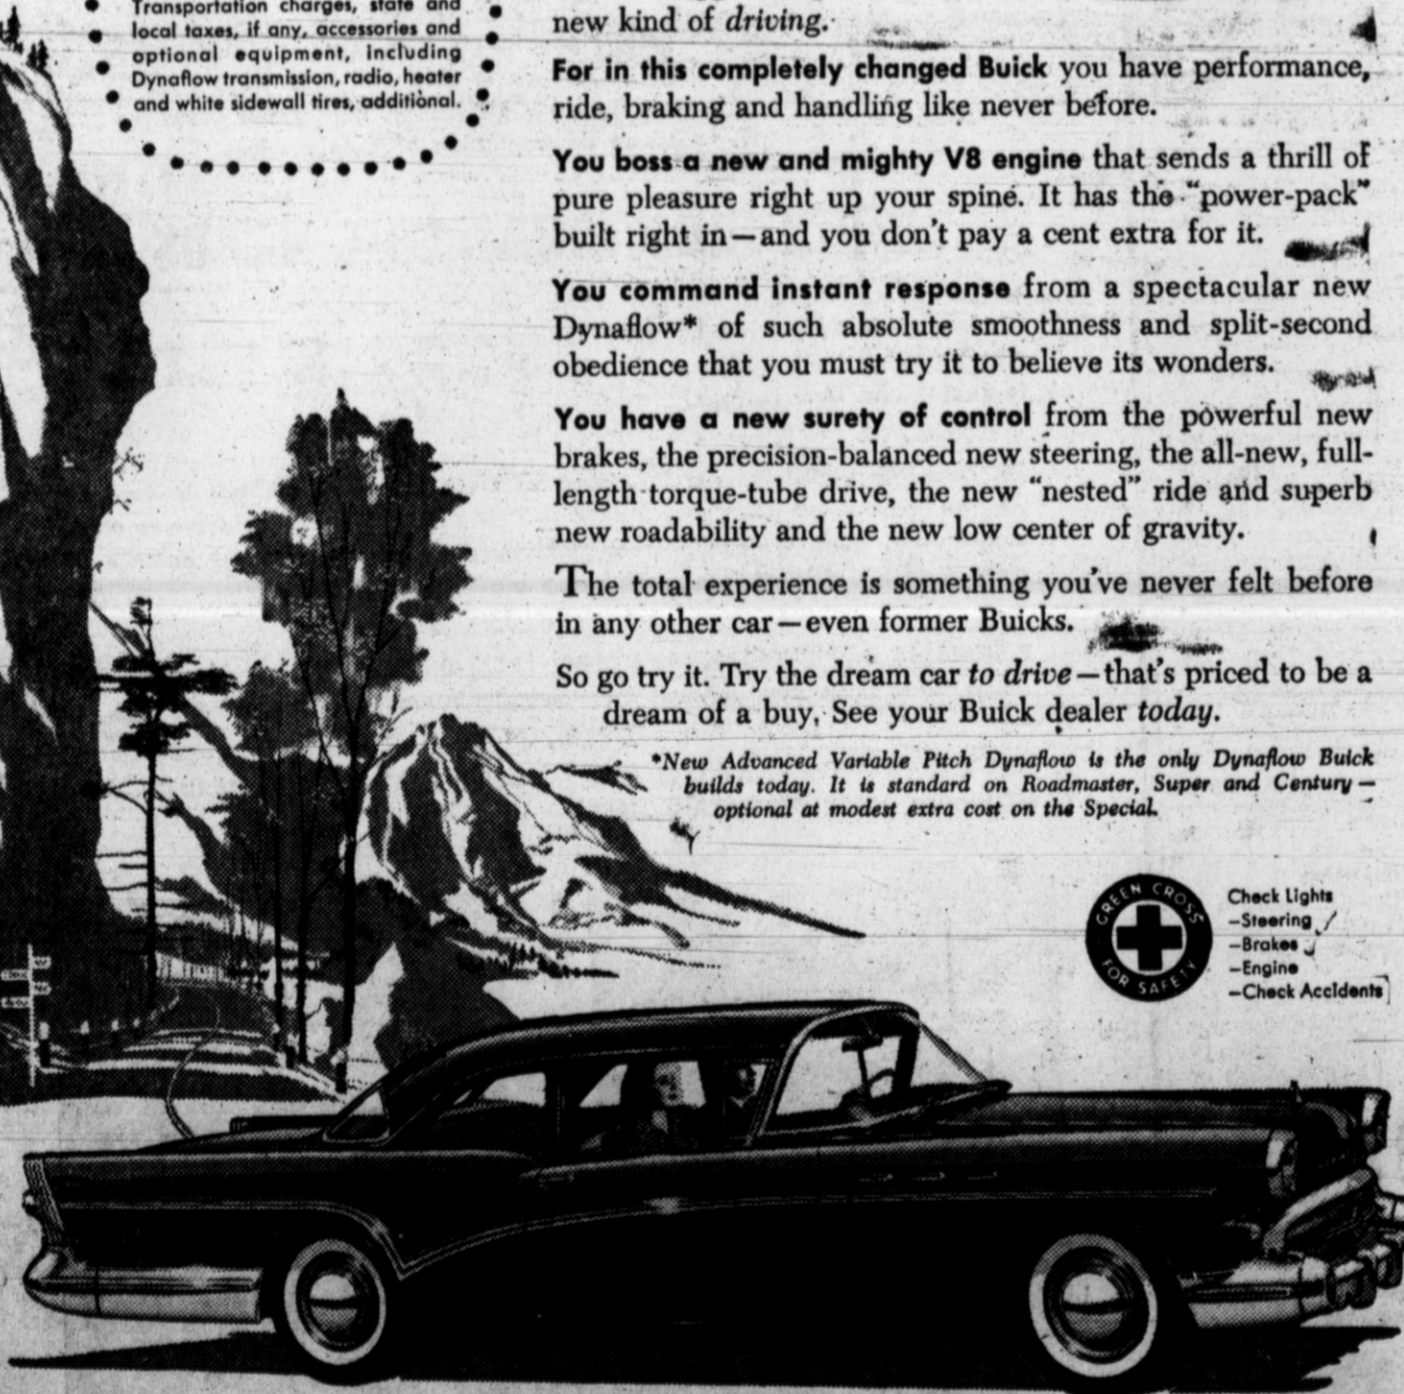 Transportation charges, state and
local taxes, if any, accessories and
optional equipment, including
Dynaflow transmission, radio, heater
and white sidewall tires, additional.
new kind of driving.
For in this completely changed Buick you have performance,
ride, braking and handling like never before.
You boss a new and mighty V8 engine that sends a thrill of
pure pleasure right up your spine. It has the “power-pack”
built right in—and you don't pay a cent extra for it.
You command instant response from a spectacular new
Dynaflow* of such absolute smoothness and split-second
obedience that you must try it to believe its wonders.
You have a new surety of control from the powerful new
brakes, the precision-balanced new steering, the all-new, full-
length torque-tube drive, the new “nested” ride and superb
new roadability and the new low center of gravity.
The total experience is something you've never felt before
in any other car—even former Buicks.
So go try it. Try the dream car to drive—that's priced to be a
dream of a buy. See your Buick dealer today.
*New Advanced Variable Pitch Dynaflow is the only Dynaflow Buick
builds today. It is standard on Roadmaster, Super and Century—
optional at modest extra cost on the Special.
GREEN CROSS
FOR SAFETY
Check Lights
—Steering
—Brakes
—Engine
—Check Accidents